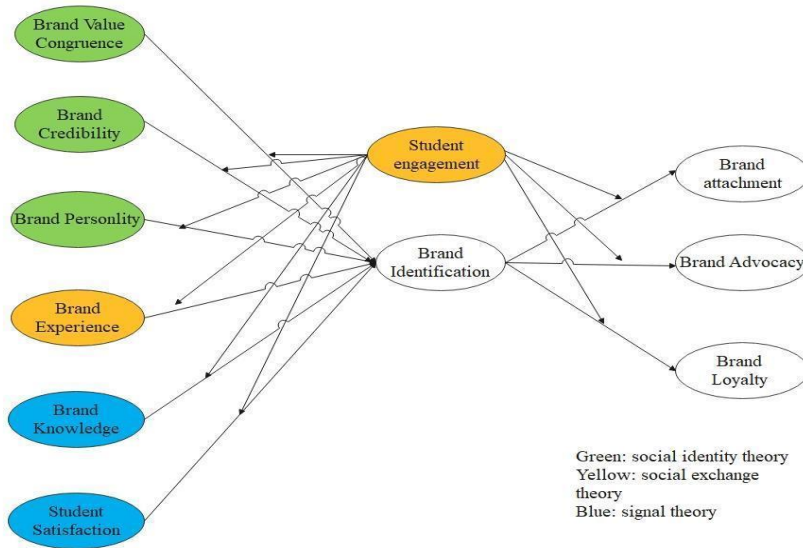 Brand Value
Congruence
Brand
Credibility
Brand Personlity
Brand
Experience
Brand
Knowledge
Student
Satisfaction
Student
engagement
Brand
Identification
Brand
attachment
Brand Advocacy
Brand
Loyalty
Green: social identity theory
Yellow: social exchange
theory
Blue: signal theory